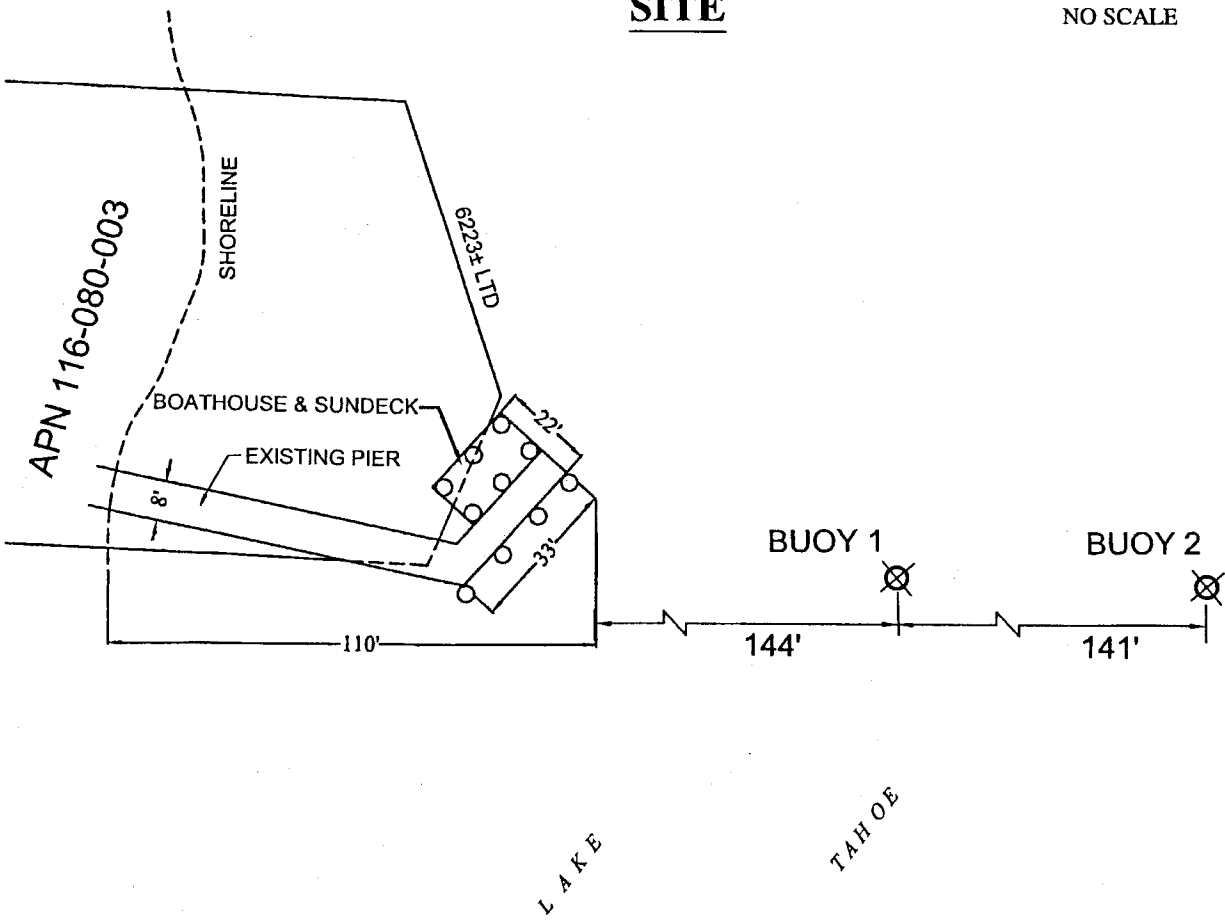 SITE
NO SCALE
SHORELINE
6223± LTD
APN 116-080-003
BOATHOUSE & SUNDECK
22'
EXISTING PIER
8'
33'
BUOY 1
BUOY 2
110'
144'
141'
LAKE
TAHOE